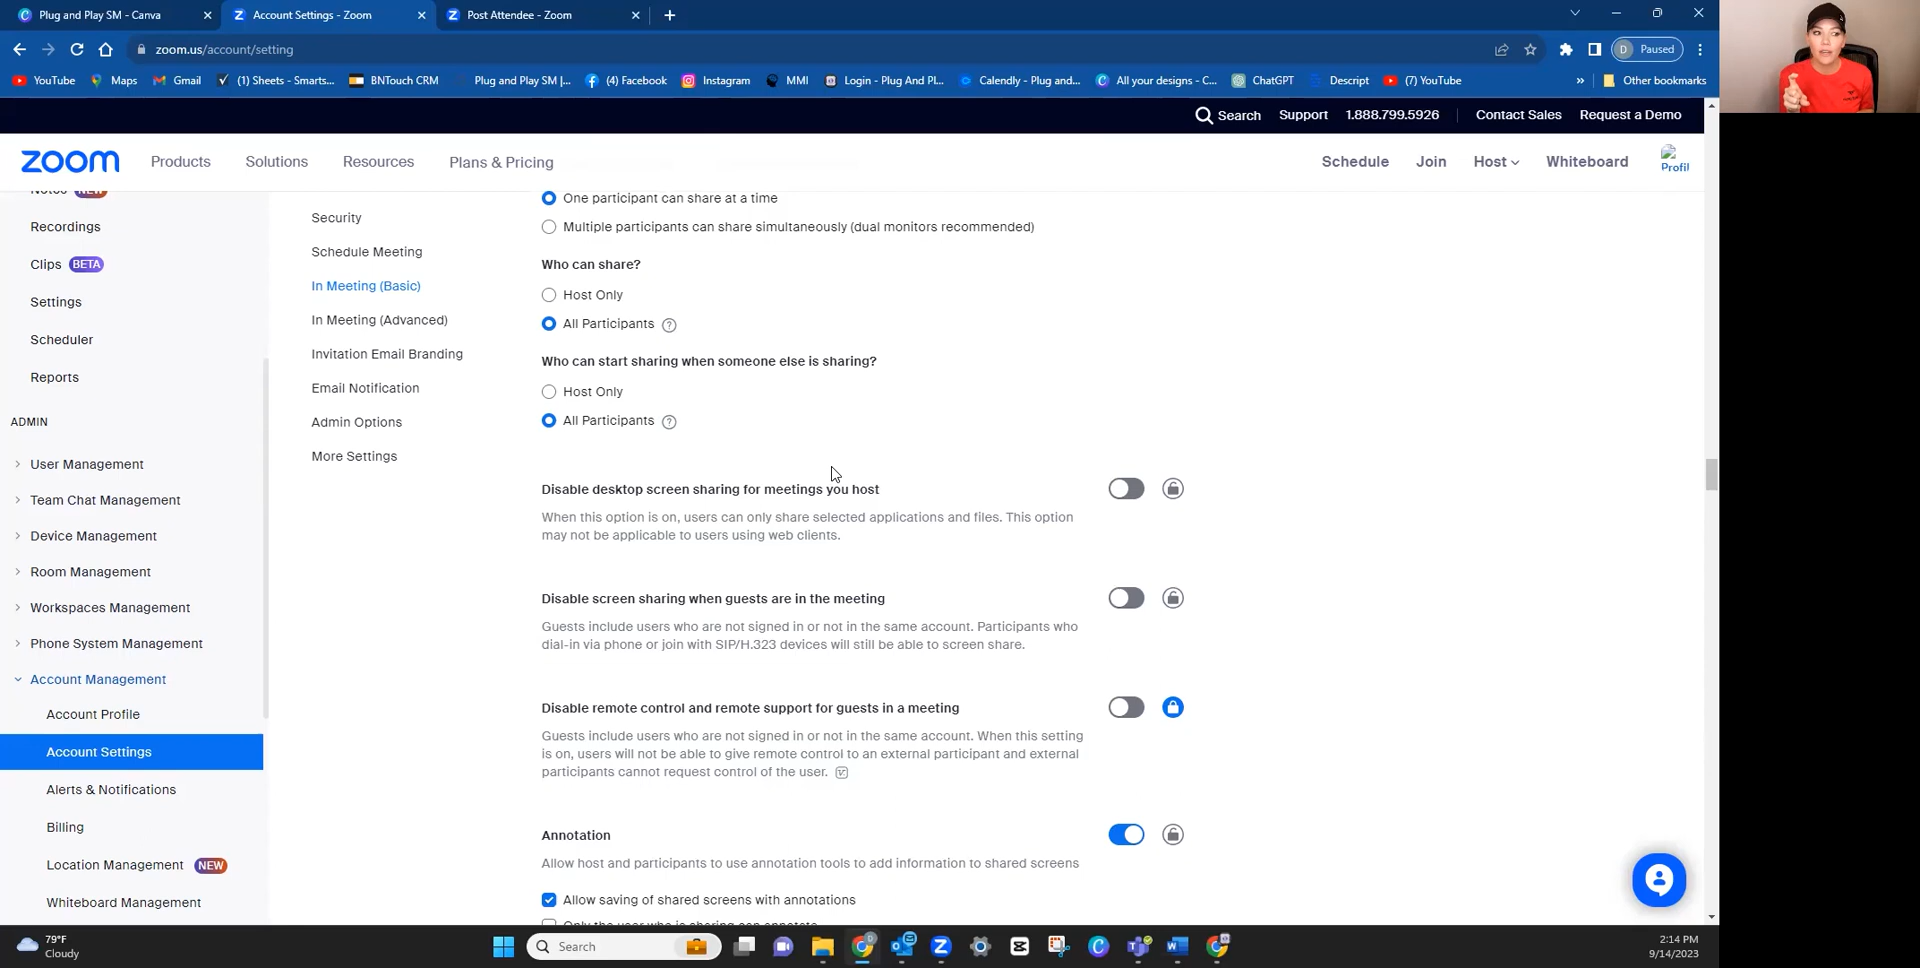 Plug and Play SM - Canva
Account Settings - Zoom
Post Attendee - Zoom
zoom.us/account/setting
D Paused
YouTube
Maps
Gmail
(1) Sheets - Smarts...
BNTouch CRM
Plug and Play SM |...
(4) Facebook
Instagram
MMI
Login - Plug And Pl...
Calendly - Plug and...
All your designs - C...
ChatGPT
Descript
(7) YouTube
»
Other bookmarks
Search
Support
1.888.799.5926
Contact Sales
Request a Demo
zoom
Products
Solutions
Resources
Plans & Pricing
Schedule
Join
Host
Whiteboard
Profil
Notes NEW
Recordings
Clips BETA
Settings
Scheduler
Reports
ADMIN
User Management
Team Chat Management
Device Management
Room Management
Workspaces Management
Phone System Management
Account Management
Account Profile
Account Settings
Alerts & Notifications
Billing
Location Management NEW
Whiteboard Management
Security
Schedule Meeting
In Meeting (Basic)
In Meeting (Advanced)
Invitation Email Branding
Email Notification
Admin Options
More Settings
One participant can share at a time
Multiple participants can share simultaneously (dual monitors recommended)
Who can share?
Host Only
All Participants ?
Who can start sharing when someone else is sharing?
Host Only
All Participants ?
Disable desktop screen sharing for meetings you host
When this option is on, users can only share selected applications and files. This option
may not be applicable to users using web clients.
Disable screen sharing when guests are in the meeting
Guests include users who are not signed in or not in the same account. Participants who
dial-in via phone or join with SIP/H.323 devices will still be able to screen share.
Disable remote control and remote support for guests in a meeting
Guests include users who are not signed in or not in the same account. When this setting
is on, users will not be able to give remote control to an external participant and external
participants cannot request control of the user.
Annotation
Allow host and participants to use annotation tools to add information to shared screens
Allow saving of shared screens with annotations
Only the user who is sharing can annotate
79°F
Cloudy
Search
2:14 PM
9/14/2023